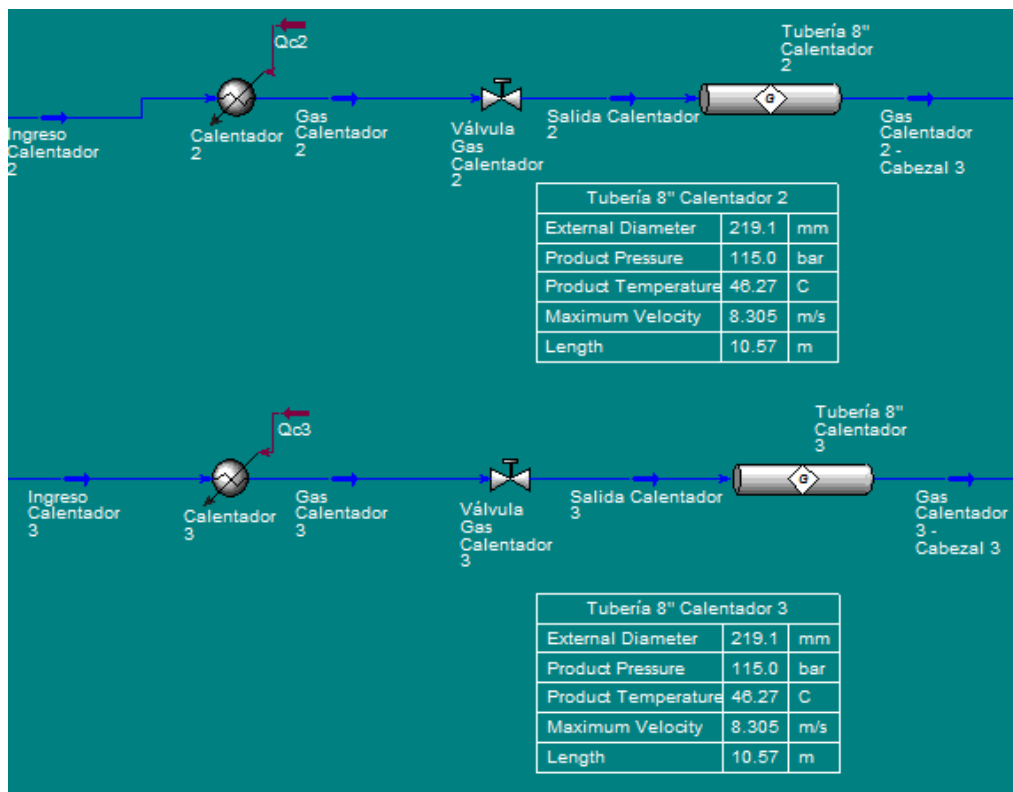 Qc2
Tubería 8"
Calentador
2
Ingreso
Calentador
2
Calentador
2
Gas
Calentador
2
Válvula
Gas
Calentador
2
Salida Calentador
2
G
Gas
Calentador
2 -
Cabezal 3
Tubería 8" Calentador 2
External Diameter 219.1 mm
Product Pressure 115.0 bar
Product Temperature 46.27 C
Maximum Velocity 8.305 m/s
Length 10.57 m
Qc3
Tubería 8"
Calentador
3
Ingreso
Calentador
3
Calentador
3
Gas
Calentador
3
Válvula
Gas
Calentador
3
Salida Calentador
3
G
Gas
Calentador
3 -
Cabezal 3
Tubería 8" Calentador 3
External Diameter 219.1 mm
Product Pressure 115.0 bar
Product Temperature 46.27 C
Maximum Velocity 8.305 m/s
Length 10.57 m